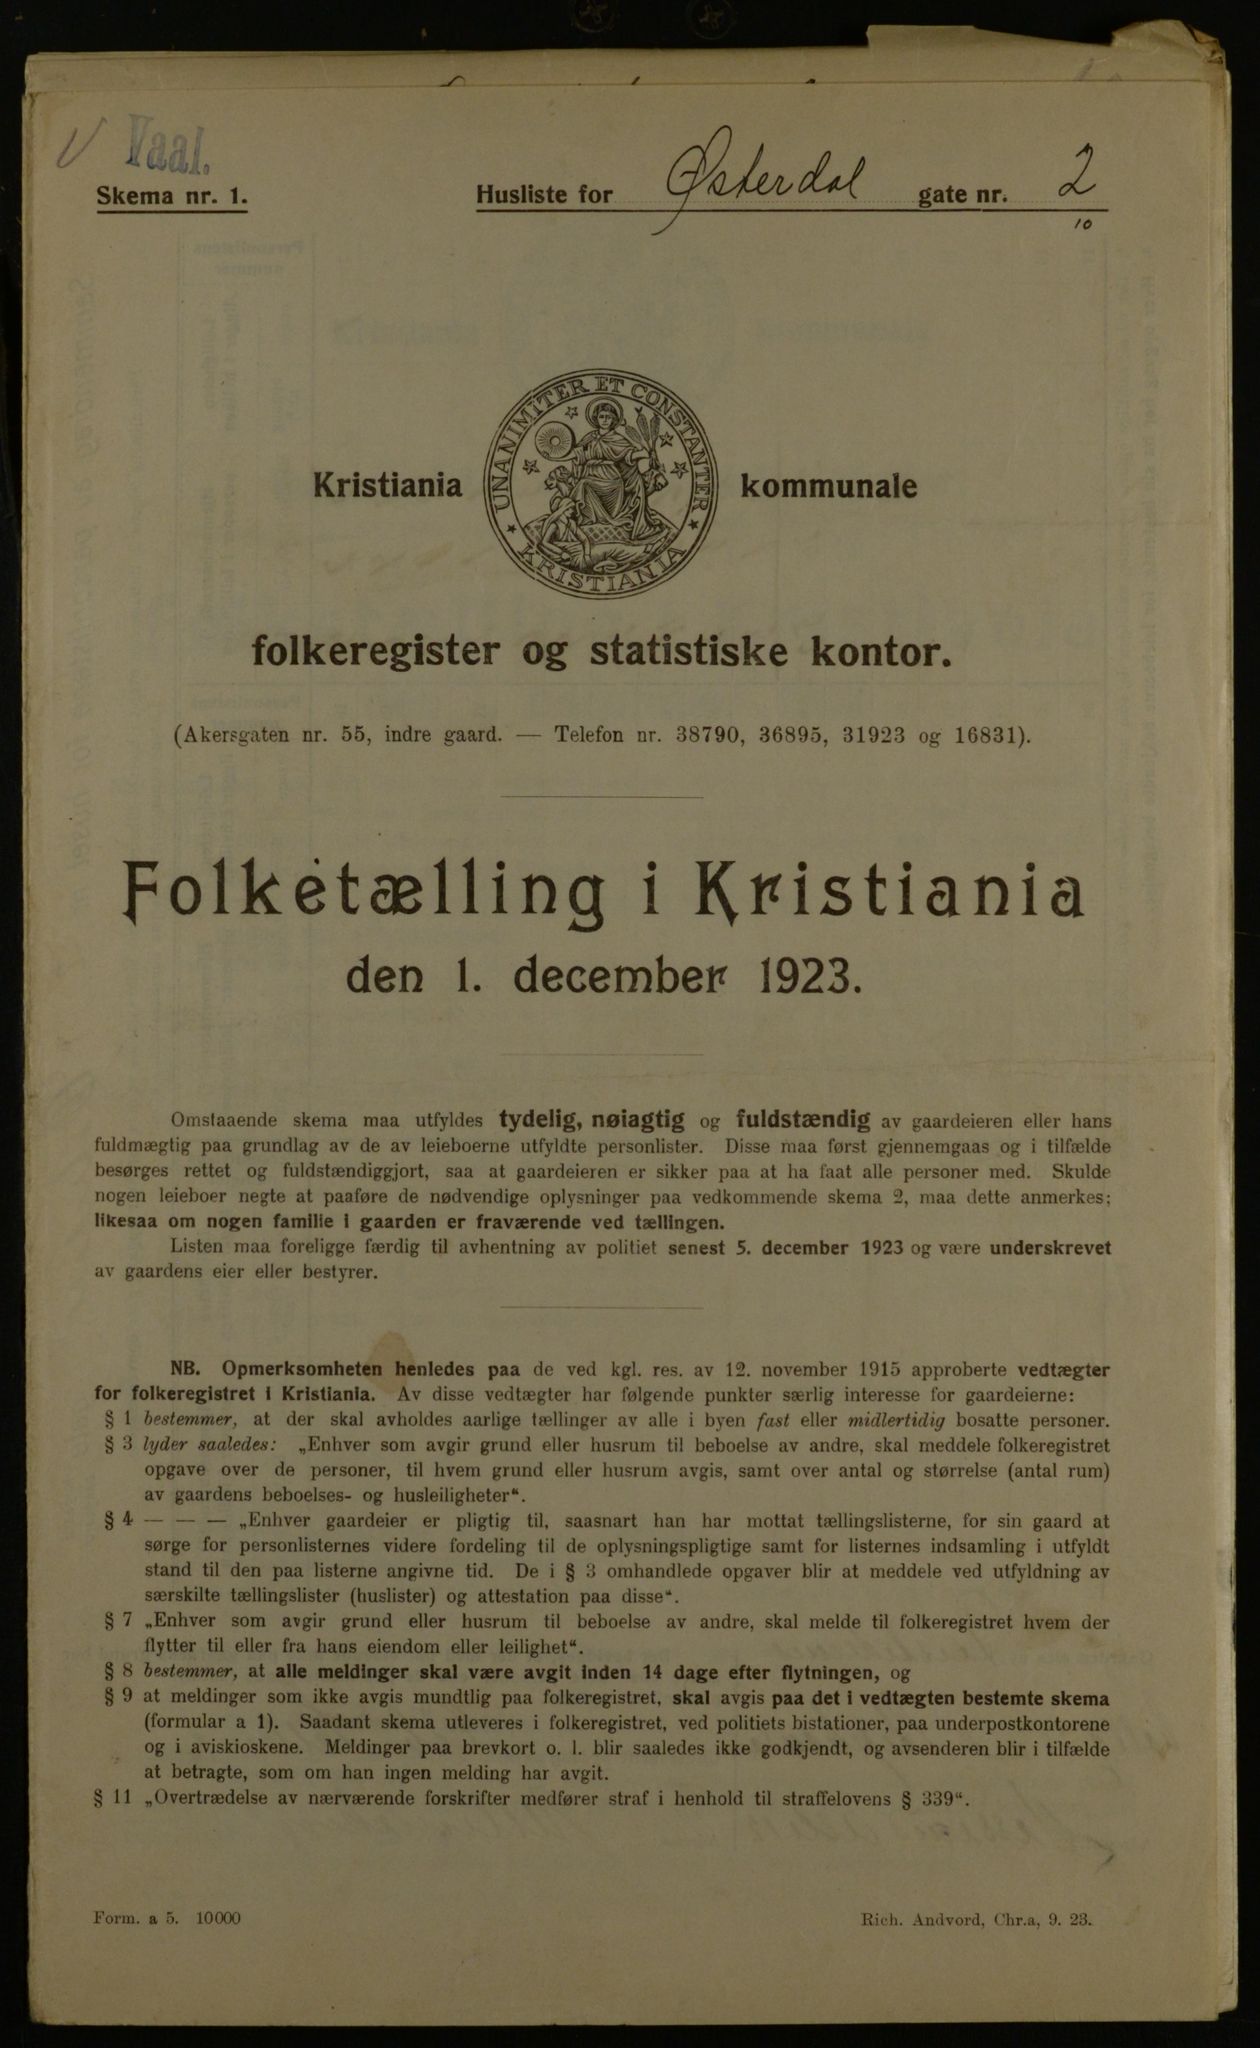 V Vaal.
Skema nr. 1.
Husliste for Østerdal gate nr. 2
10
UNANIMITER ET CONSTANTER
KRISTIANIA
Kristiania kommunale
folkeregister og statistiske kontor.
(Akersgaten nr. 55, indre gaard. — Telefon nr. 38790, 36895, 31923 og 16831).
Folketælling i Kristiania
den 1. december 1923.
Omstaaende skema maa utfyldes tydelig, nøiagtig og fuldstændig av gaardeieren eller hans
fuldmægtig paa grundlag av de av leieboerne utfyldte personlister. Disse maa først gjennemgaas og i tilfælde
besørges rettet og fuldstændiggjort, saa at gaardeieren er sikker paa at ha faat alle personer med. Skulde
nogen leieboer negte at paaføre de nødvendige oplysninger paa vedkommende skema 2, maa dette anmerkes;
likesaa om nogen familie i gaarden er fraværende ved tællingen.
Listen maa foreligge færdig til avhentning av politiet senest 5. december 1923 og være underskrevet
av gaardens eier eller bestyrer.
NB. Opmerksomheten henledes paa de ved kgl. res. av 12. november 1915 approberte vedtægter
for folkeregistret i Kristiania. Av disse vedtægter har følgende punkter særlig interesse for gaardeierne:
§ 1 bestemmer, at der skal avholdes aarlige tællinger av alle i byen fast eller midlertidig bosatte personer.
§ 3 lyder saaledes: „Enhver som avgir grund eller husrum til beboelse av andre, skal meddele folkeregistret
opgave over de personer, til hvem grund eller husrum avgis, samt over antal og størrelse (antal rum)
av gaardens beboelses- og husleiligheter“.
§ 4 — — — „Enhver gaardeier er pligtig til, saasnart han har mottat tællingslisterne, for sin gaard at
sørge for personlisternes videre fordeling til de oplysningspligtige samt for listernes indsamling i utfyldt
stand til den paa listerne angivne tid. De i § 3 omhandlede opgaver blir at meddele ved utfyldning av
særskilte tællingslister (huslister) og attestation paa disse“.
§ 7 „Enhver som avgir grund eller husrum til beboelse av andre, skal melde til folkeregistret hvem der
flytter til eller fra hans eiendom eller leilighet“.
§ 8 bestemmer, at alle meldinger skal være avgit inden 14 dage efter flytningen, og
§ 9 at meldinger som ikke avgis mundtlig paa folkeregistret, skal avgis paa det i vedtægten bestemte skema
(formular a 1). Saadant skema utleveres i folkeregistret, ved politiets bistationer, paa underpostkontorene
og i aviskioskene. Meldinger paa brevkort o. l. blir saaledes ikke godkjendt, og avsenderen blir i tilfælde
at betragte, som om han ingen melding har avgit.
§ 11 „Overtrædelse av nærværende forskrifter medfører straf i henhold til straffelovens § 339“.
Form. a 5. 10000
Rich. Andvord, Chr.a, 9. 23.